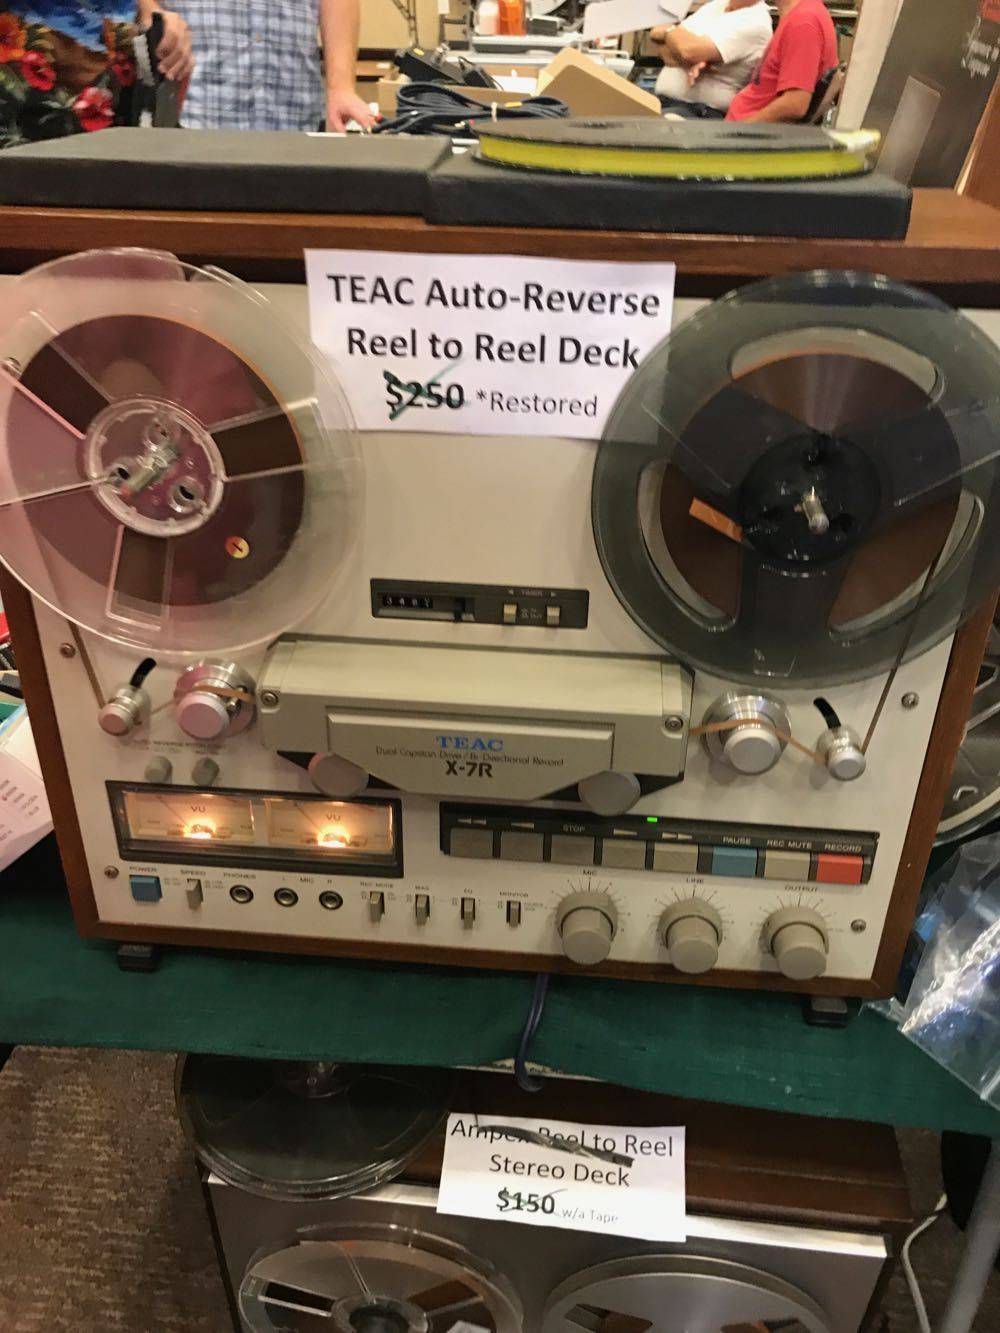 TEAC Auto-Reverse
Reel to Reel Deck
$250 *Restored
TIMER
TEAC
Dual Capstan Drive / Bi-Directional Record
X-7R
VU VU
STOP
PAUSE REC MUTE RECORD
POWER SPEED PHONES L MIC R REC MODE BIAS EQ MONITOR
MIC LINE OUTPUT
Ampex Reel to Reel
Stereo Deck
$150 w/a Tape